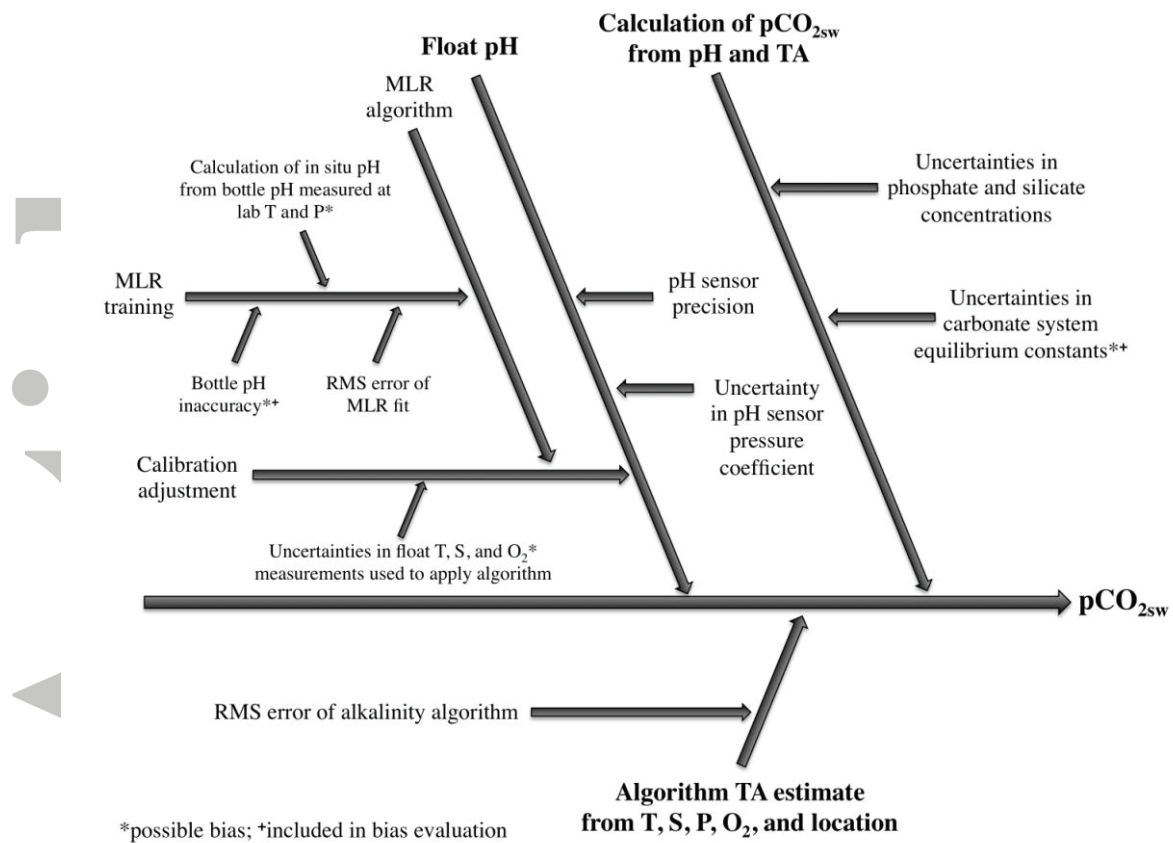 Float pH
Calculation of pCO₂sw
from pH and TA
MLR
algorithm
Calculation of in situ pH
from bottle pH measured at
lab T and P*
Uncertainties in
phosphate and silicate
concentrations
MLR
training
pH sensor
precision
Uncertainties in
carbonate system
equilibrium constants*+
Bottle pH
inaccuracy*+
RMS error of
MLR fit
Uncertainty
in pH sensor
pressure
coefficient
Calibration
adjustment
Uncertainties in float T, S, and O₂*
measurements used to apply algorithm
pCO₂sw
RMS error of alkalinity algorithm
Algorithm TA estimate
from T, S, P, O₂, and location
*possible bias; +included in bias evaluation